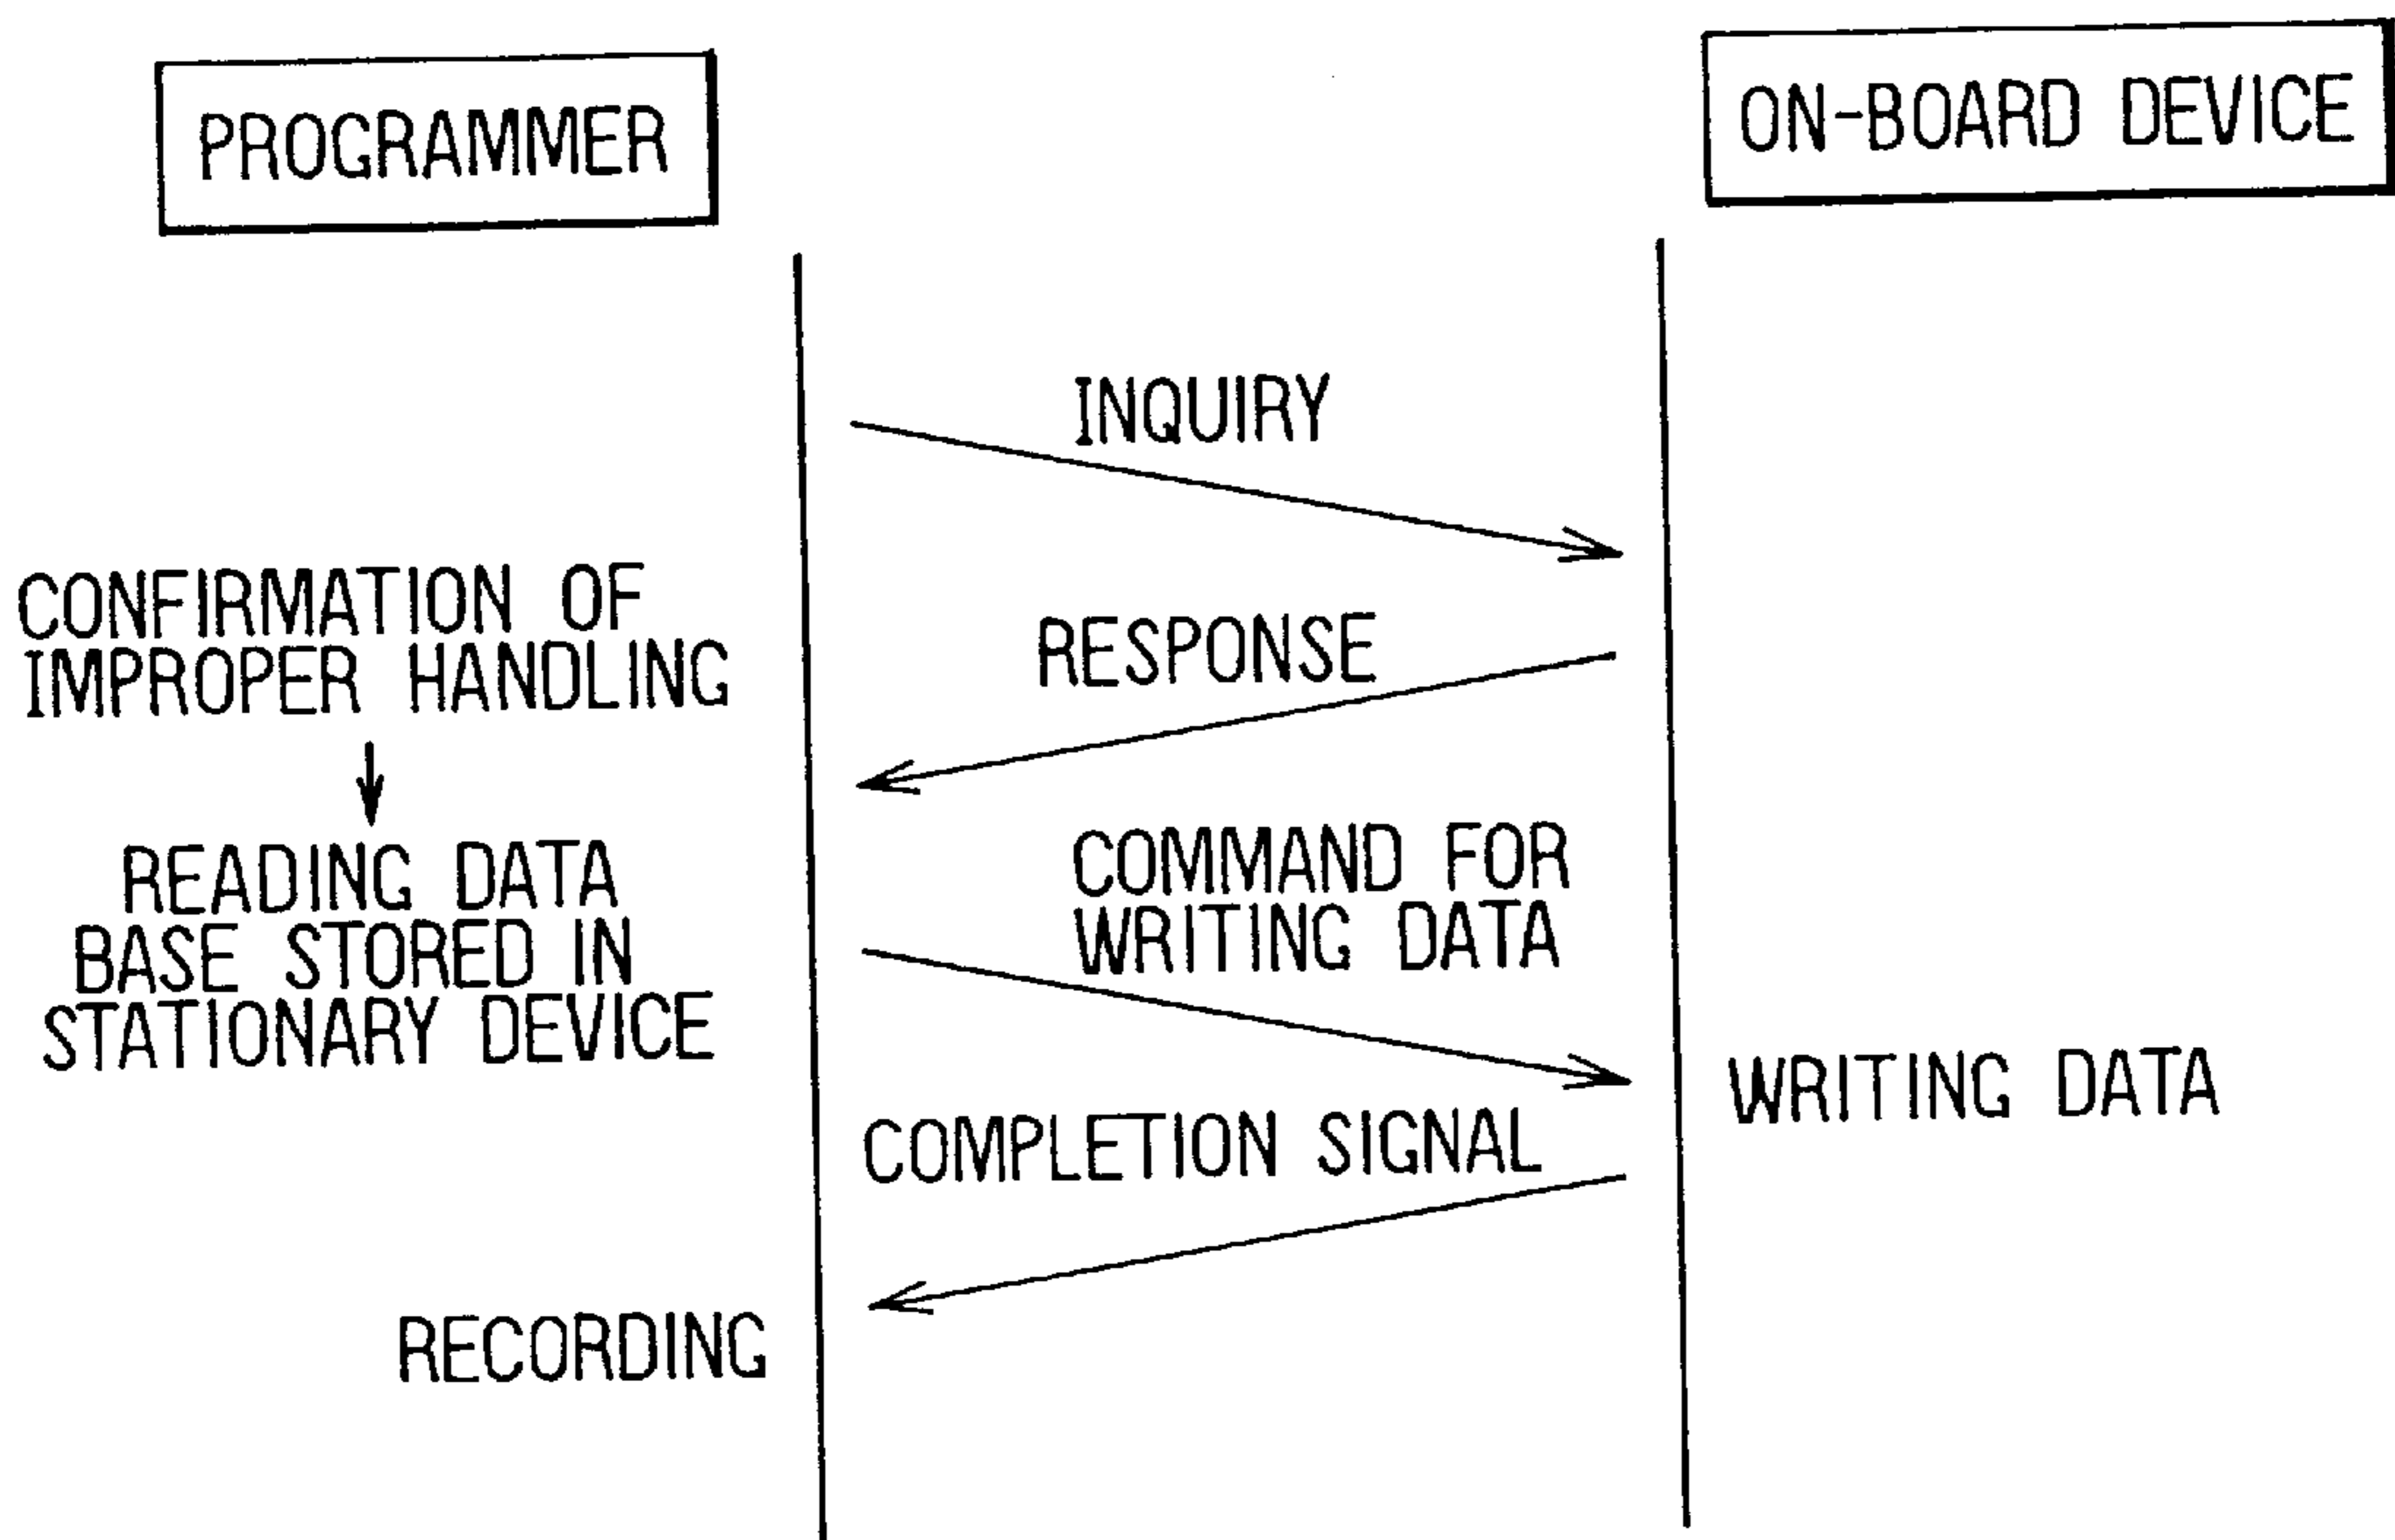 PROGRAMMER
ON-BOARD DEVICE
INQUIRY
CONFIRMATION OF
IMPROPER HANDLING
RESPONSE
READING DATA
BASE STORED IN
STATIONARY DEVICE
COMMAND FOR
WRITING DATA
WRITING DATA
COMPLETION SIGNAL
RECORDING